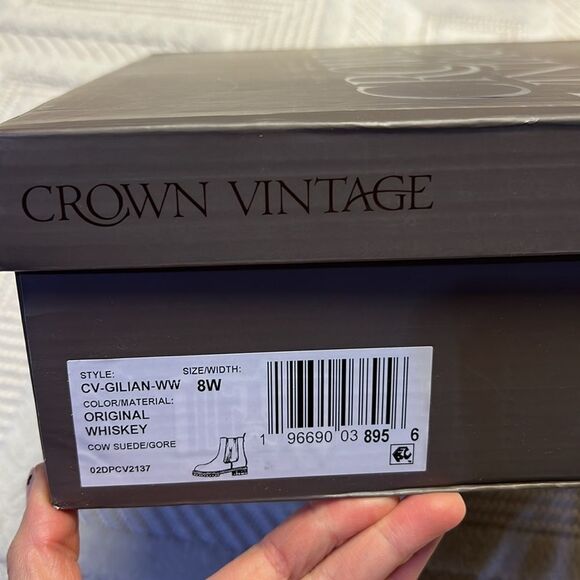 CROWN VINTAGE
STYLE: SIZE/WIDTH:
CV-GILIAN-WW 8W
COLOR/MATERIAL:
ORIGINAL
WHISKEY
COW SUEDE/GORE
02DPCV2137
1 96690 03 895 6